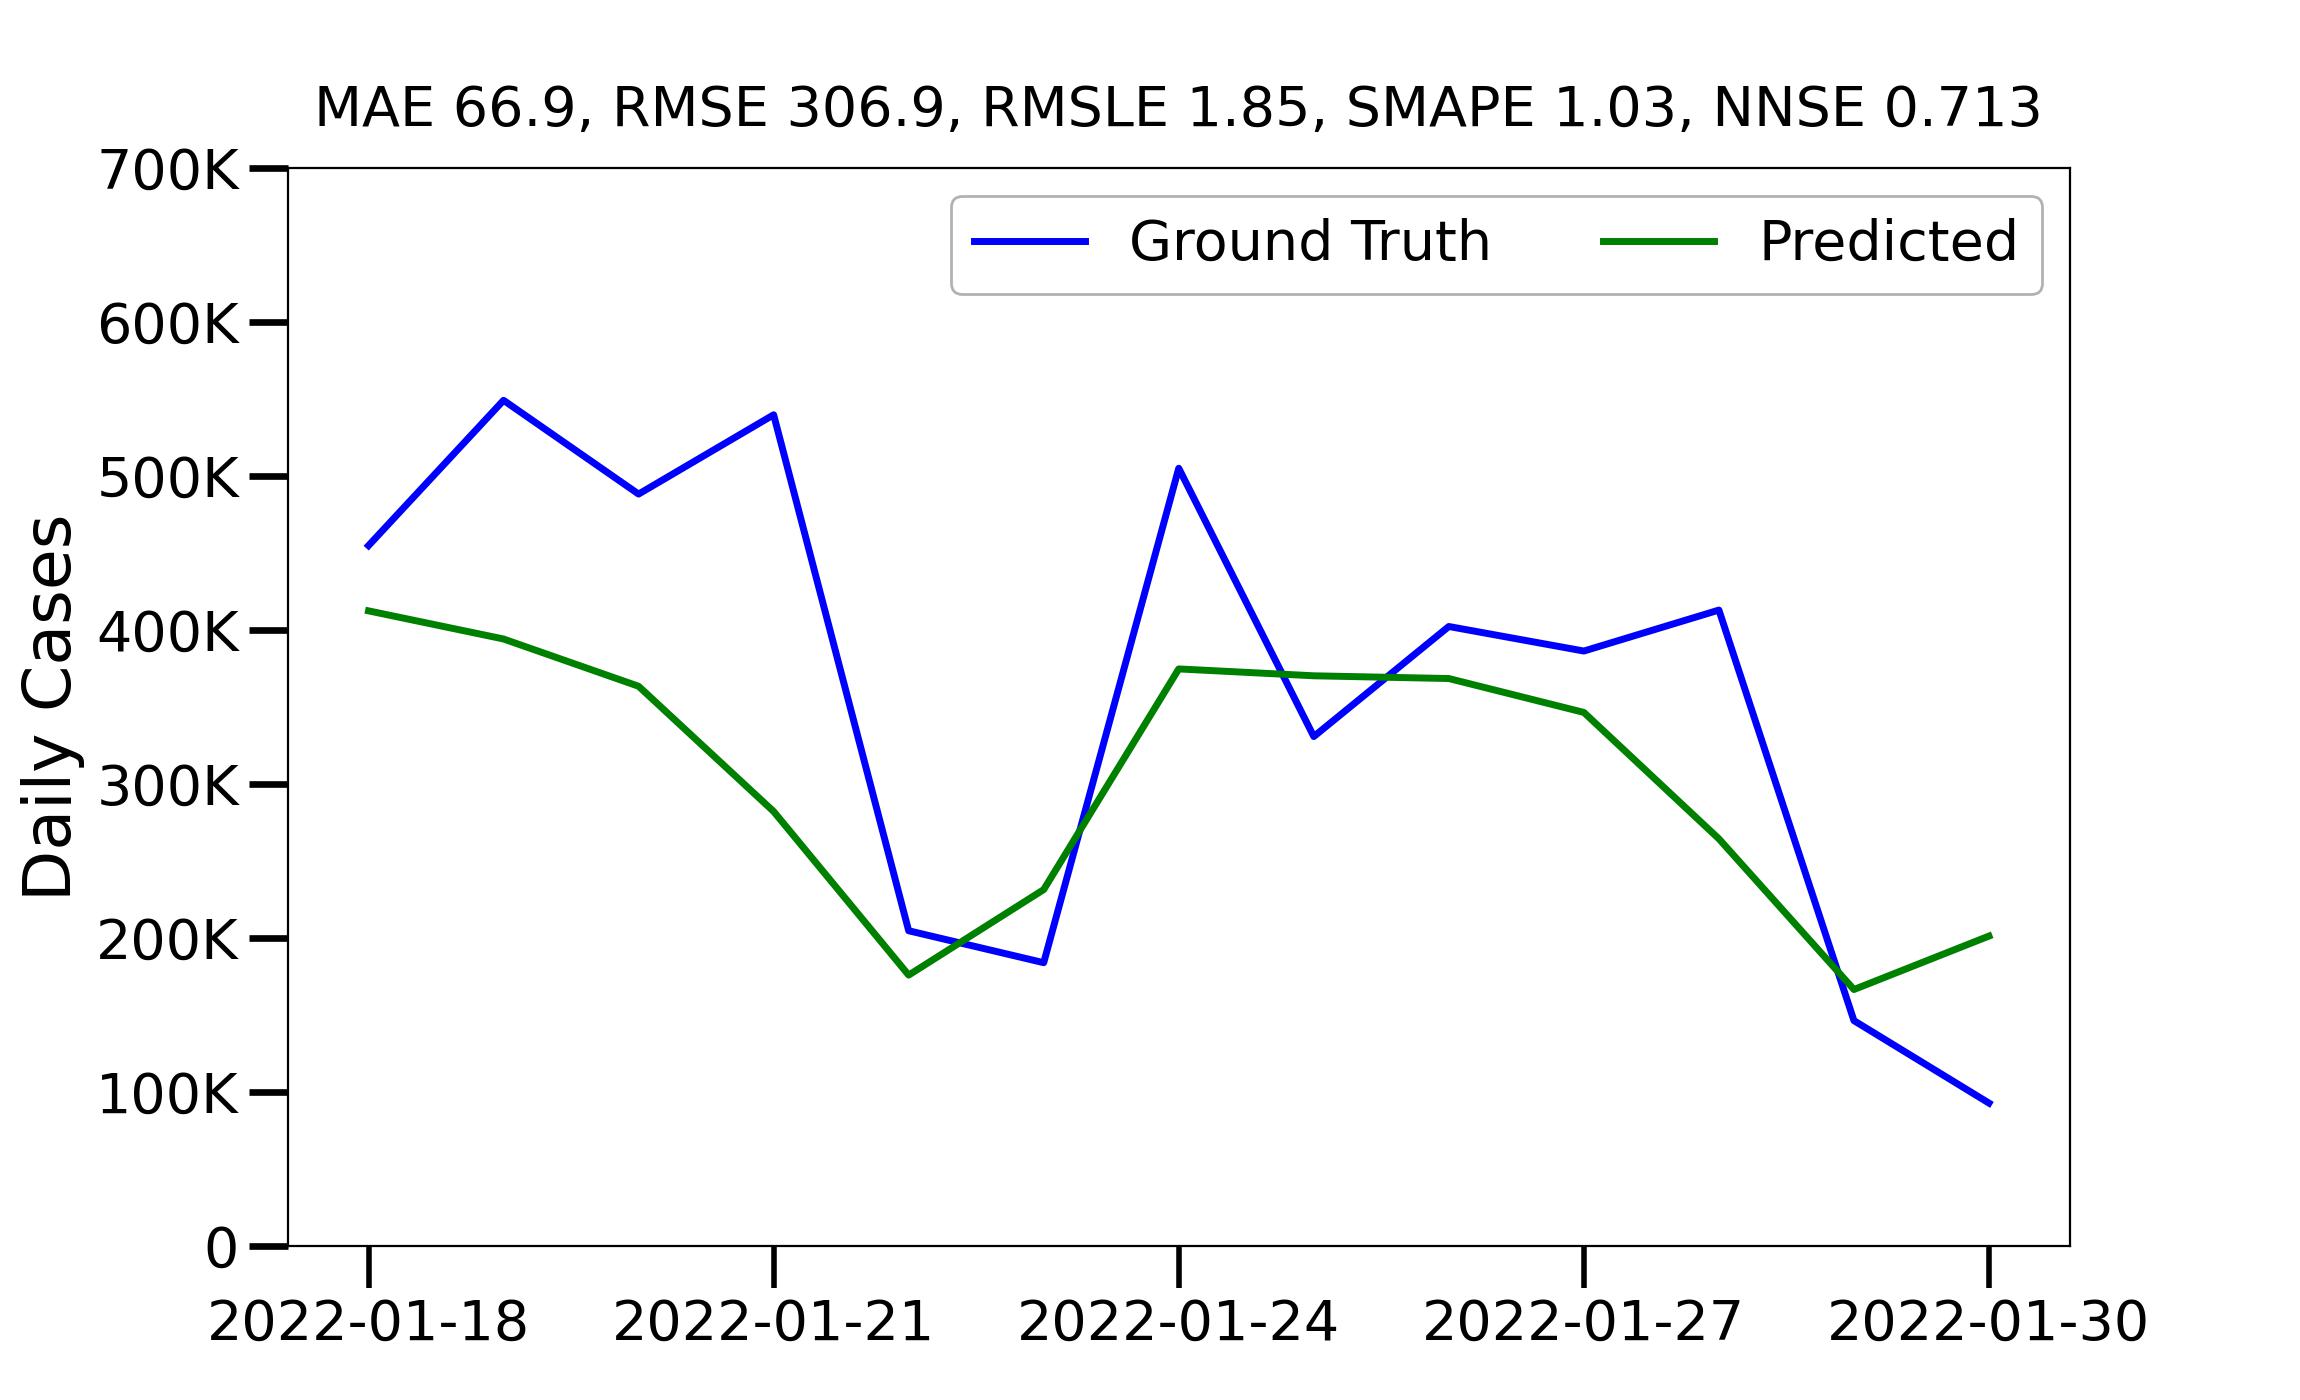 MAE 66.9, RMSE 306.9, RMSLE 1.85, SMAPE 1.03, NNSE 0.713
Ground Truth Predicted
Daily Cases
700K
600K
500K
400K
300K
200K
100K
0
2022-01-18 2022-01-21 2022-01-24 2022-01-27 2022-01-30